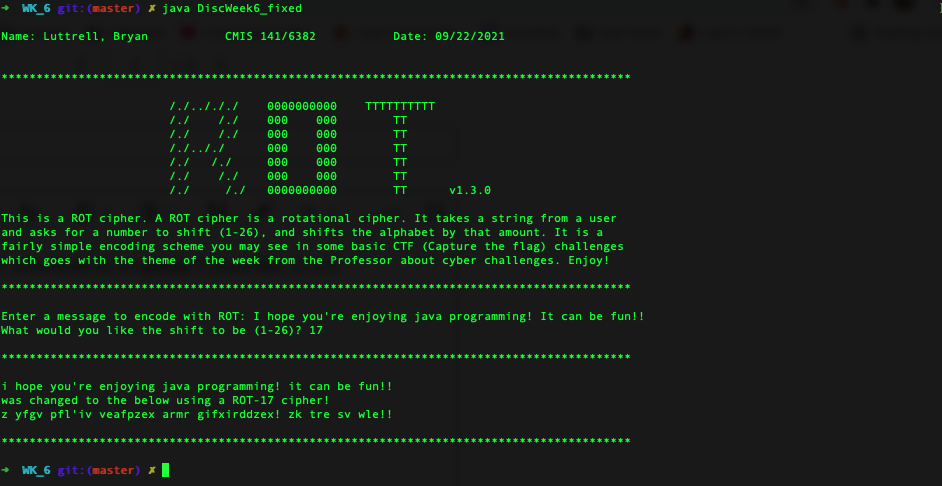 ➜  WK_6 git:(master) ✗ java DiscWeek6_fixed
Name: Luttrell, Bryan           CMIS 141/6382           Date: 09/22/2021
******************************************************************************************
/./../././    0000000000    TTTTTTTTTT
/./    /./    000    000        TT
/./    /./    000    000        TT
/./.././      000    000        TT
/./   /./     000    000        TT
/./    /./    000    000        TT
/./     /./   0000000000        TT      v1.3.0
This is a ROT cipher. A ROT cipher is a rotational cipher. It takes a string from a user
and asks for a number to shift (1-26), and shifts the alphabet by that amount. It is a
fairly simple encoding scheme you may see in some basic CTF (Capture the flag) challenges
which goes with the theme of the week from the Professor about cyber challenges. Enjoy!
******************************************************************************************
Enter a message to encode with ROT: I hope you're enjoying java programming! It can be fun!!
What would you like the shift to be (1-26)? 17
******************************************************************************************
i hope you're enjoying java programming! it can be fun!!
was changed to the below using a ROT-17 cipher!
z yfgv pfl'iv veafpzex armr gifxirddzex! zk tre sv wle!!
******************************************************************************************
➜  WK_6 git:(master) ✗